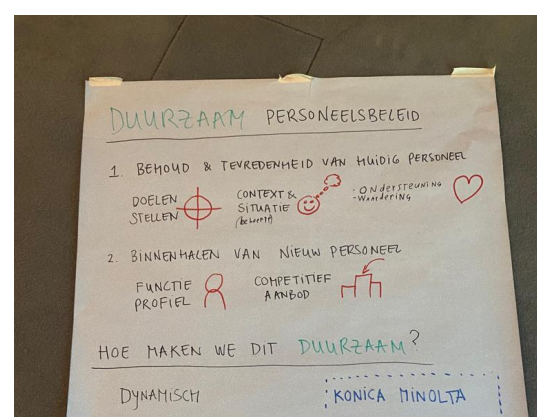 DUURZAAM PERSONEELSBELEID
1. BEHOUD & TEVREDENHEID VAN HUIDIG PERSONEEL
DOELEN STELLEN
CONTEXT & SITUATIE
- ONDERSTEUNING
- WAARDERING
2. BINNENHALEN VAN NIEUW PERSONEEL
FUNCTIE PROFIEL
COMPETITIEF AANBOD
HOE MAKEN WE DIT DUURZAAM?
DYNAMISCH
KONICA MINOLTA